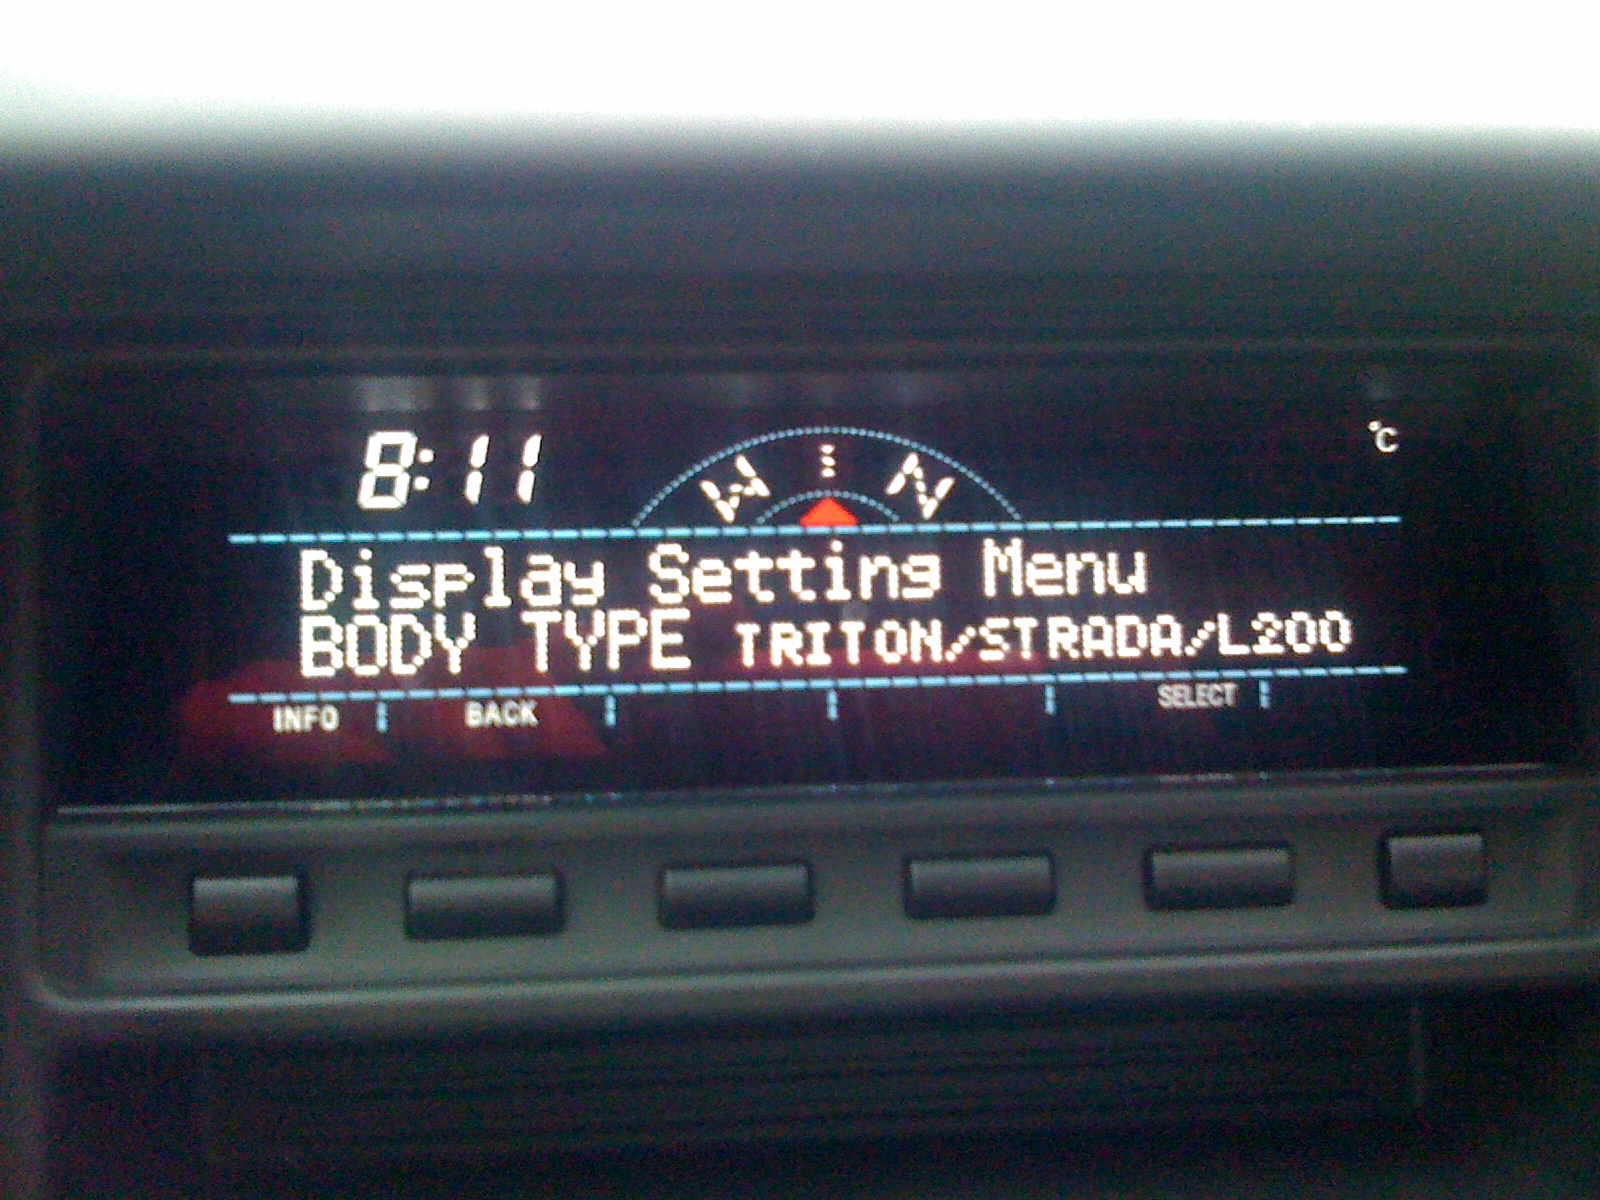 8:11 W N °C
Display Setting Menu
BODY TYPE TRITON/STRADA/L200
INFO BACK SELECT